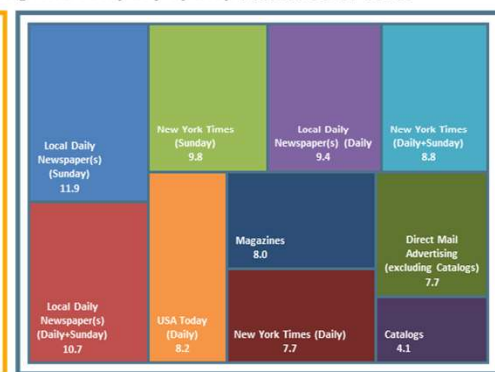 Local Daily
Newspaper(s)
(Sunday)
11.9
New York Times
(Sunday)
9.8
Local Daily
Newspaper(s) (Daily
9.4
New York Times
(Daily+Sunday)
8.8
Local Daily
Newspaper(s)
(Daily+Sunday)
10.7
USA Today
(Daily)
8.2
Magazines
8.0
New York Times (Daily)
7.7
Direct Mail
Advertising
(excluding Catalogs)
7.7
Catalogs
4.1